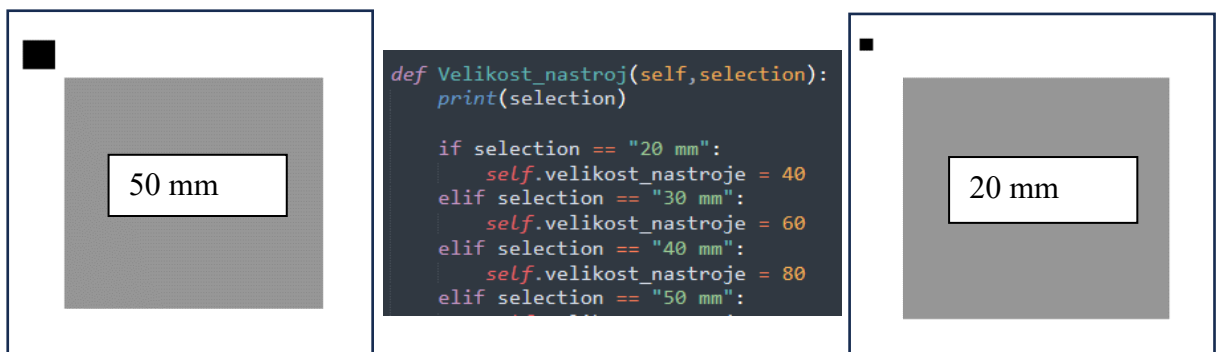 50 mm
def Velikost_nastroj(self,selection):
print(selection)
if selection == "20 mm":
self.velikost_nastroje = 40
elif selection == "30 mm":
self.velikost_nastroje = 60
elif selection == "40 mm":
self.velikost_nastroje = 80
elif selection == "50 mm":
20 mm